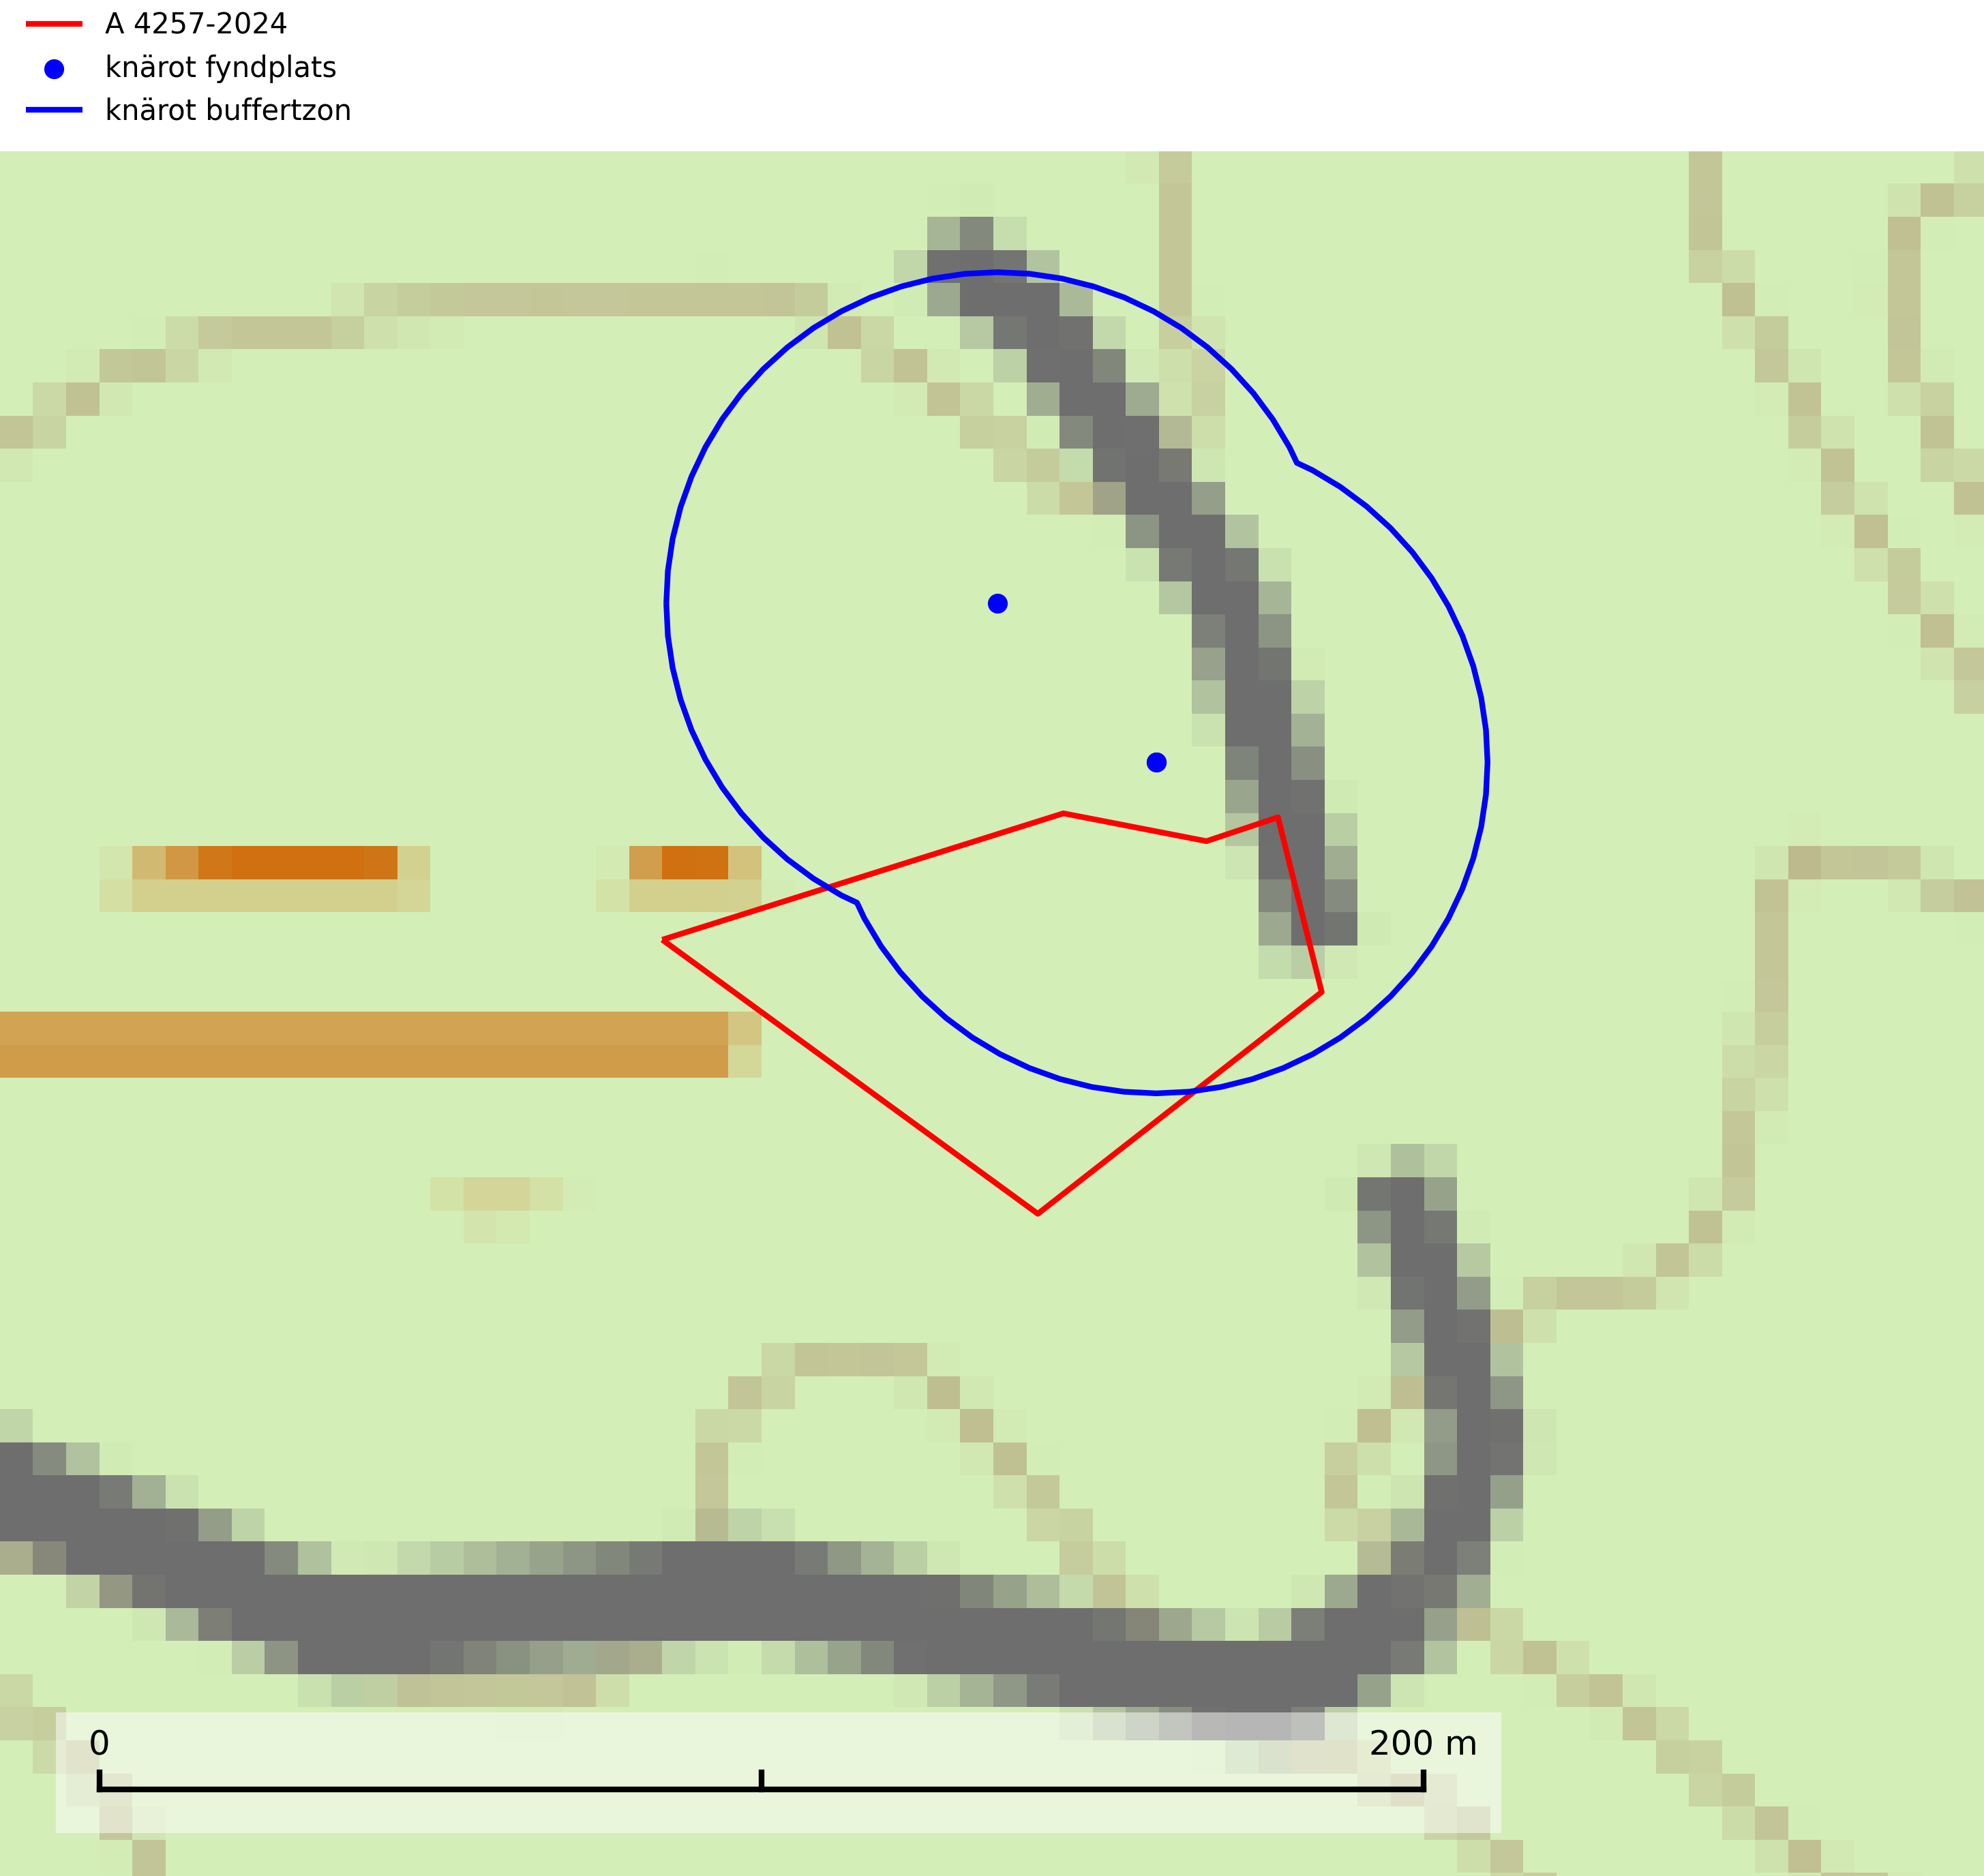 A 4257-2024
knärot fyndplats
knärot buffertzon
0 200 m